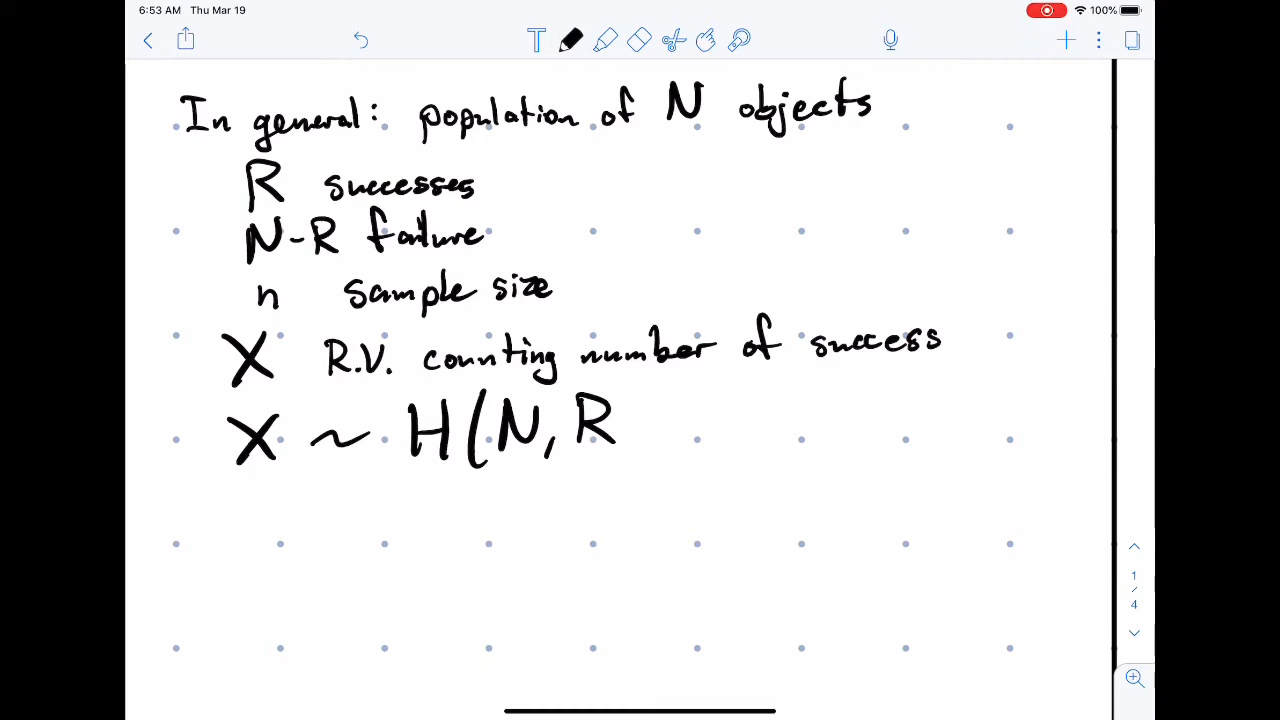 6:53 AM Thu Mar 19 100%
In general: population of N objects
R successes
N-R failure
n sample size
X R.V. counting number of success
X ~ H(N, R
1
/
4